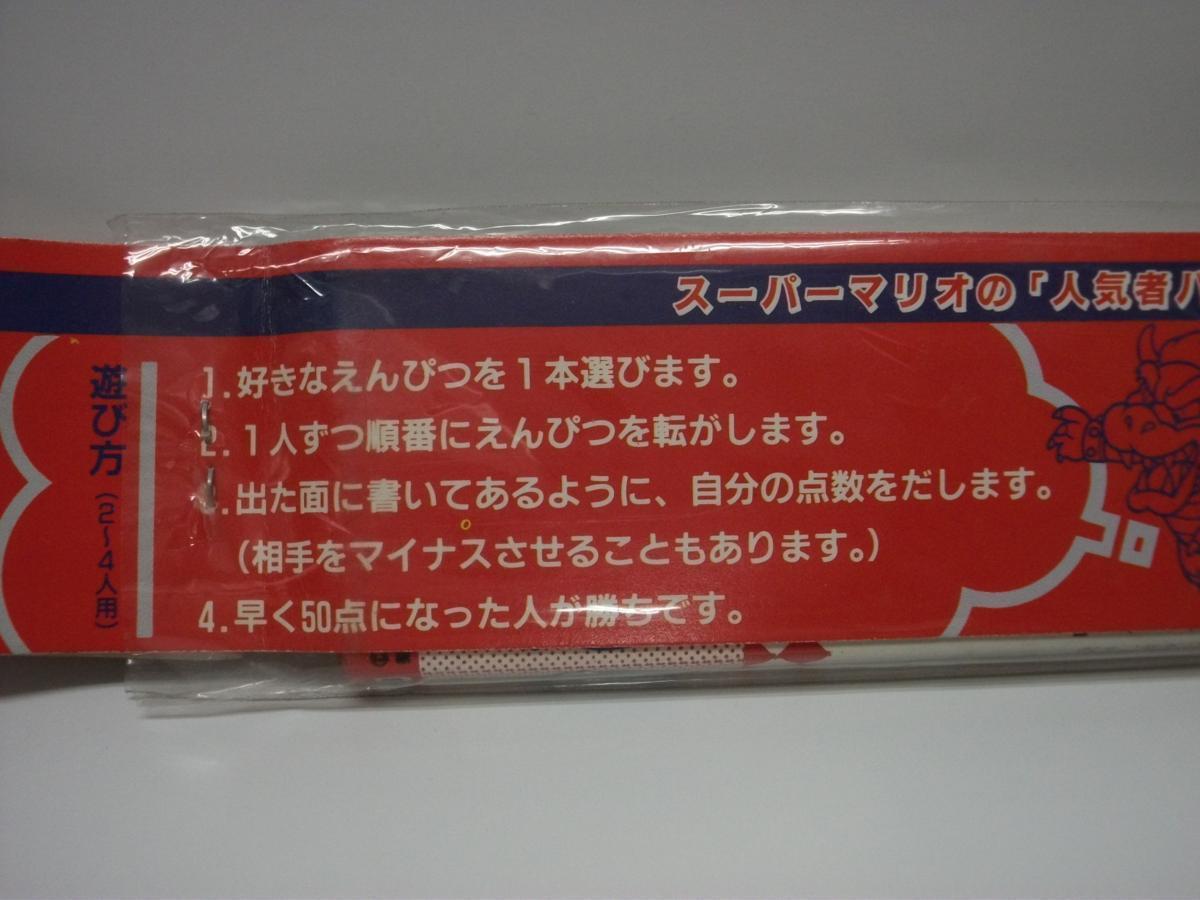 スーパーマリオの「人気者バ
遊び方
(2〜4人用)
1.好きなえんぴつを1本選びます。
2.1人ずつ順番にえんぴつを転がします。
.出た面に書いてあるように、自分の点数をだします。
(相手をマイナスさせることもあります。)
4.早く50点になった人が勝ちです。